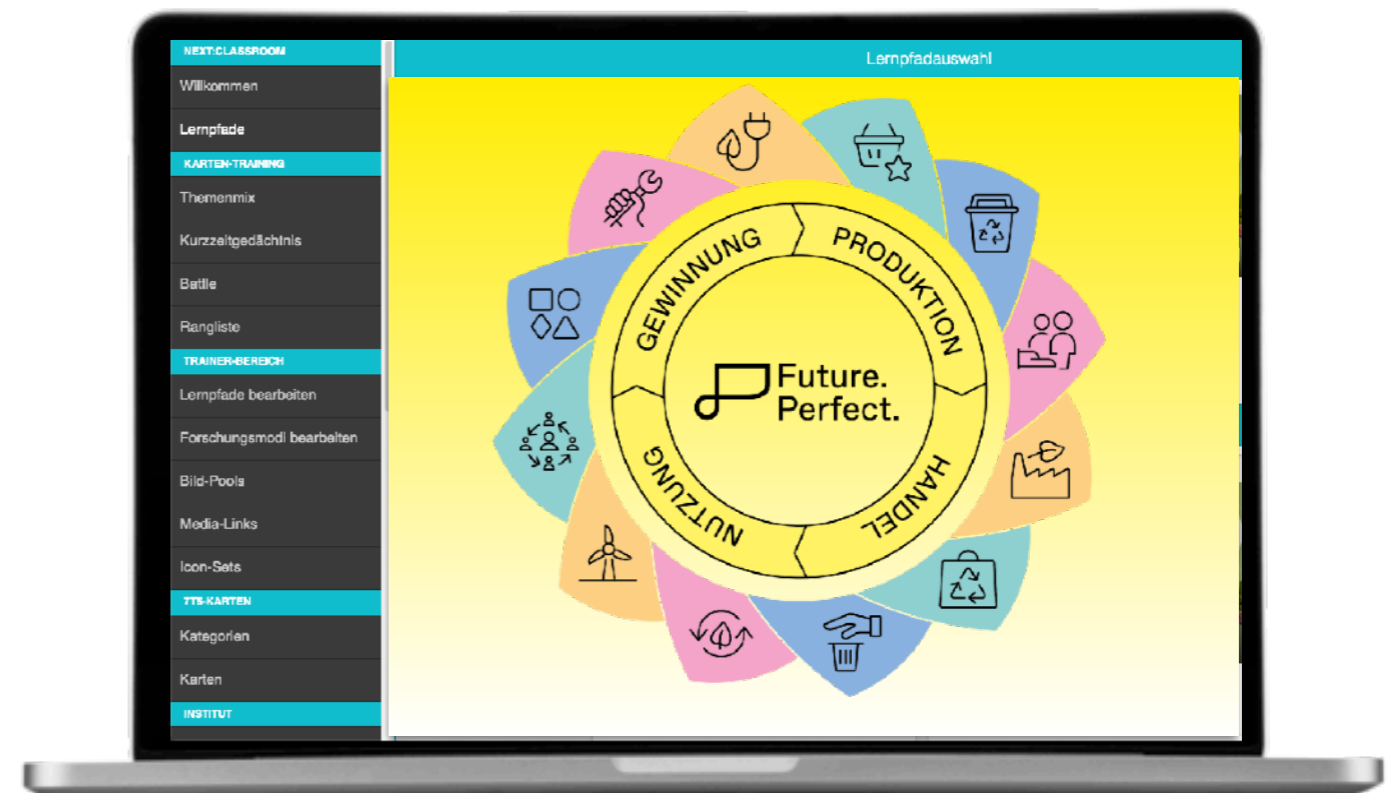 NEXT:CLASSROOM
Willkommen
Lernpfade
KARTEN-TRAINING
Themenmix
Kurzzeitgedächtnis
Battle
Rangliste
TRAINER-BEREICH
Lernpfade bearbeiten
Forschungsmodi bearbeiten
Bild-Pools
Media-Links
Icon-Sets
TTS-KARTEN
Kategorien
Karten
INSTITUT
Lernpfadauswahl
GEWINNUNG
PRODUKTION
HANDEL
NUTZUNG
Future.
Perfect.